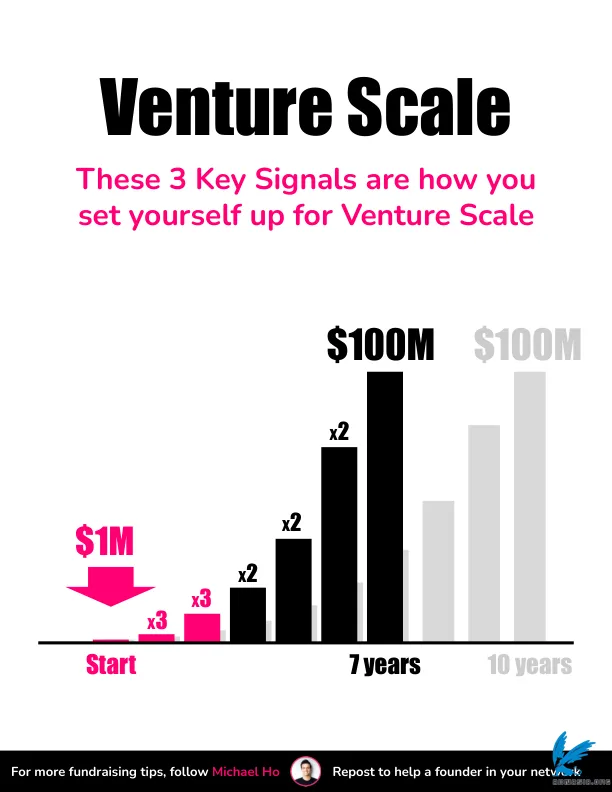 Venture Scale
These 3 Key Signals are how you
set yourself up for Venture Scale
$100M
$100M
x2
x2
$1M
x2
x3
x3
Start
7 years
10 years
For more fundraising tips, follow Michael Ho
Repost to help a founder in your network